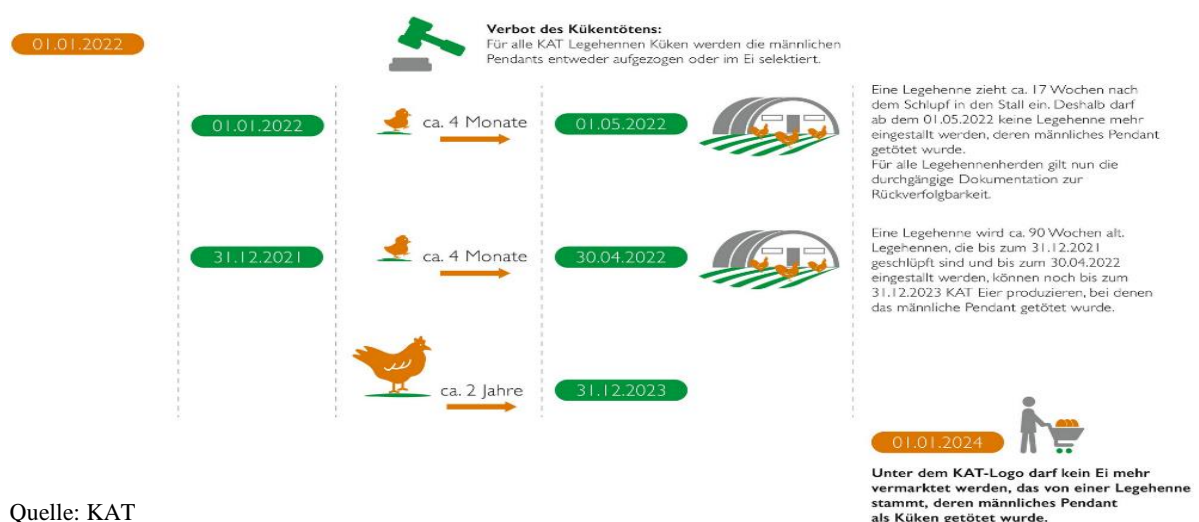 01.01.2022
Verbot des Kükentötens:
Für alle KAT Legehennen Küken werden die männlichen
Pendants entweder aufgezogen oder im Ei selektiert.
01.01.2022
ca. 4 Monate
01.05.2022
Eine Legehenne zieht ca. 17 Wochen nach
dem Schlupf in den Stall ein. Deshalb darf
ab dem 01.05.2022 keine Legehenne mehr
eingestallt werden, deren männliches Pendant
getötet wurde.
Für alle Legehennenherden gilt nun die
durchgängige Dokumentation zur
Rückverfolgbarkeit.
31.12.2021
ca. 4 Monate
30.04.2022
Eine Legehenne wird ca. 90 Wochen alt.
Legehennen, die bis zum 31.12.2021
geschlüpft sind und bis zum 30.04.2022
eingestallt werden, können noch bis zum
31.12.2023 KAT Eier produzieren, bei denen
das männliche Pendant getötet wurde.
ca. 2 Jahre
31.12.2023
01.01.2024
Unter dem KAT-Logo darf kein Ei mehr
vermarktet werden, das von einer Legehenne
stammt, deren männliches Pendant
als Küken getötet wurde.
Quelle: KAT